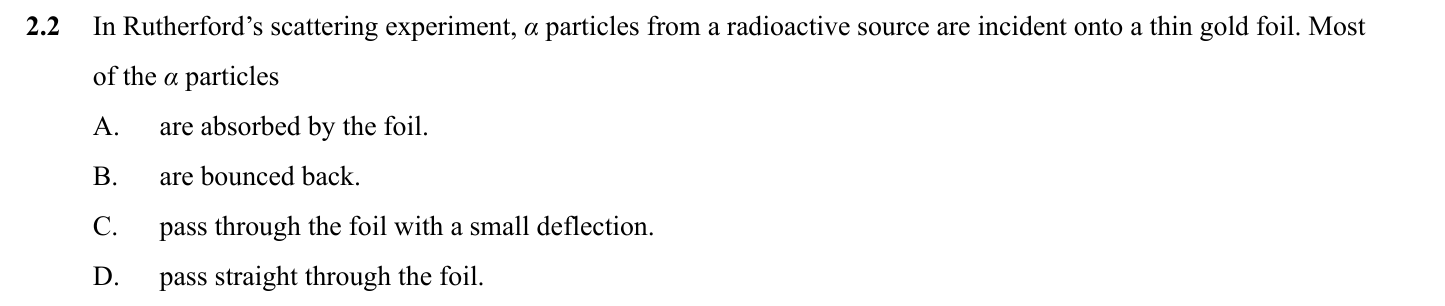 2.2 In Rutherford’s scattering experiment, α particles from a radioactive source are incident onto a thin gold foil. Most
of the α particles
A. are absorbed by the foil.
B. are bounced back.
C. pass through the foil with a small deflection.
D. pass straight through the foil.